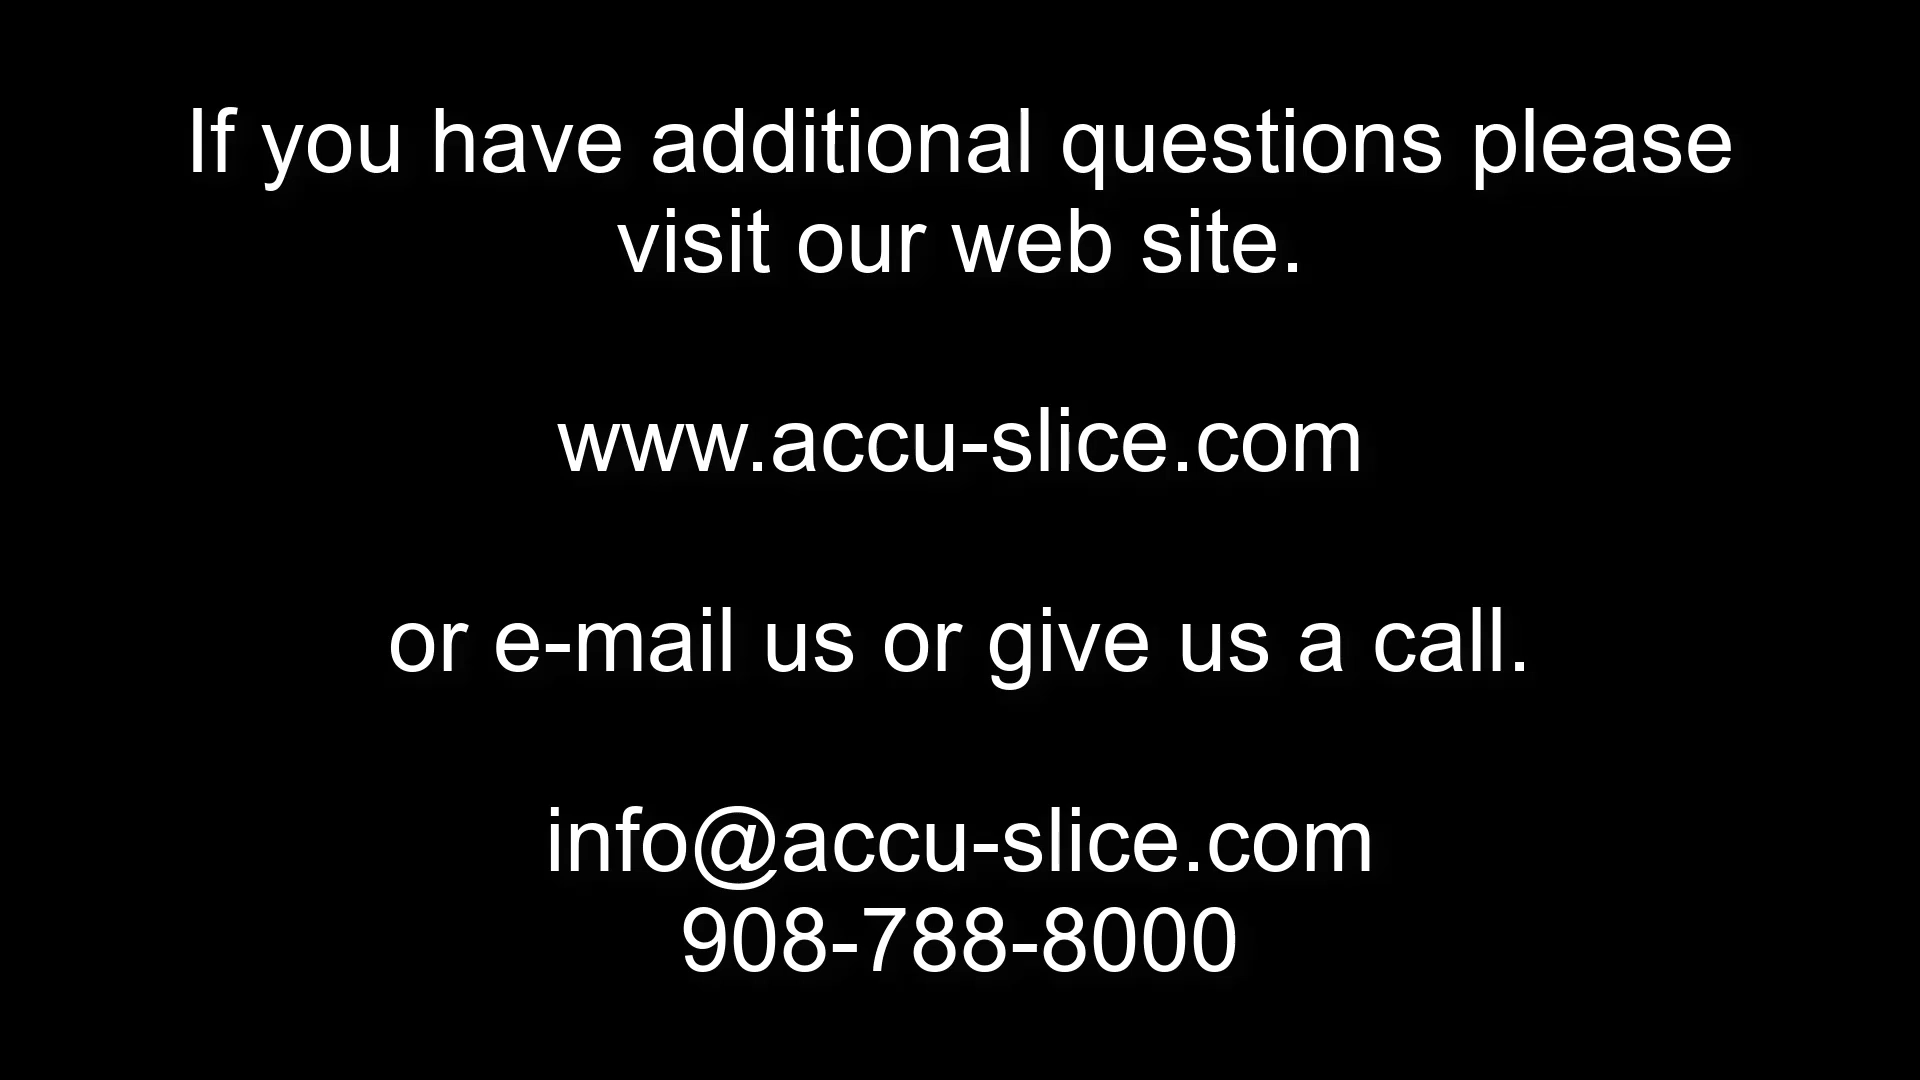 If you have additional questions please
visit our web site.
www.accu-slice.com
or e-mail us or give us a call.
info@accu-slice.com
908-788-8000